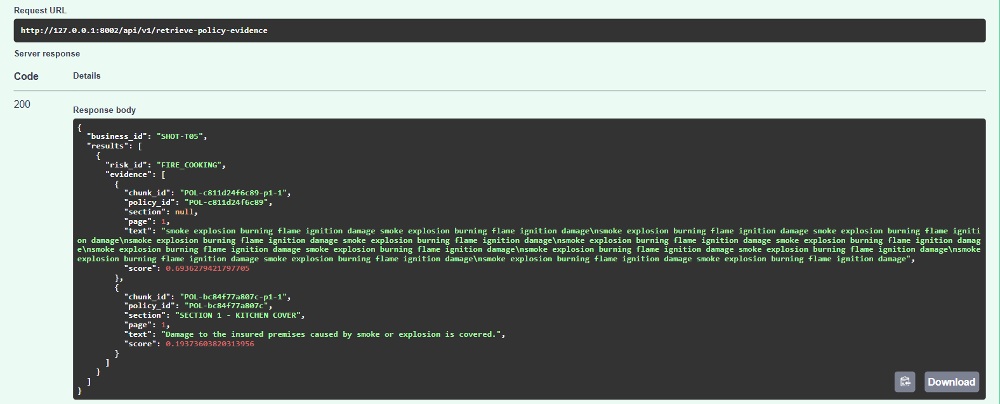 Request URL
http://127.0.0.1:8002/api/v1/retrieve-policy-evidence
Server response
Code Details
200
Response body
{
  "business_id": "SHOT-T05",
  "results": [
    {
      "risk_id": "FIRE_COOKING",
      "evidence": [
        {
          "chunk_id": "POL-c811d24f6c89-p1-1",
          "policy_id": "POL-c811d24f6c89",
          "section": null,
          "page": 1,
          "text": "smoke explosion burning flame ignition damage smoke explosion burning flame ignition damage\nsmoke explosion burning flame ignition damage smoke explosion burning flame igniti
on damage\nsmoke explosion burning flame ignition damage smoke explosion burning flame ignition damage\nsmoke explosion burning flame ignition damage smoke explosion burning flame ignition damag
e\nsmoke explosion burning flame ignition damage smoke explosion burning flame ignition damage\nsmoke explosion burning flame ignition damage smoke explosion burning flame ignition damage\nsmoke
explosion burning flame ignition damage smoke explosion burning flame ignition damage\nsmoke explosion burning flame ignition damage smoke explosion burning flame ignition damage",
          "score": 0.6936279421797705
        },
        {
          "chunk_id": "POL-bc84f77a807c-p1-1",
          "policy_id": "POL-bc84f77a807c",
          "section": "SECTION 1 - KITCHEN COVER",
          "page": 1,
          "text": "Damage to the insured premises caused by smoke or explosion is covered.",
          "score": 0.19373603820313956
        }
      ]
    }
  ]
}
Download